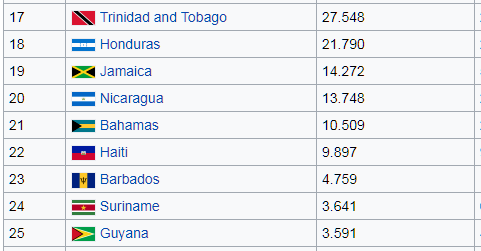 17 Trinidad and Tobago 27.548
18 Honduras 21.790
19 Jamaica 14.272
20 Nicaragua 13.748
21 Bahamas 10.509
22 Haiti 9.897
23 Barbados 4.759
24 Suriname 3.641
25 Guyana 3.591